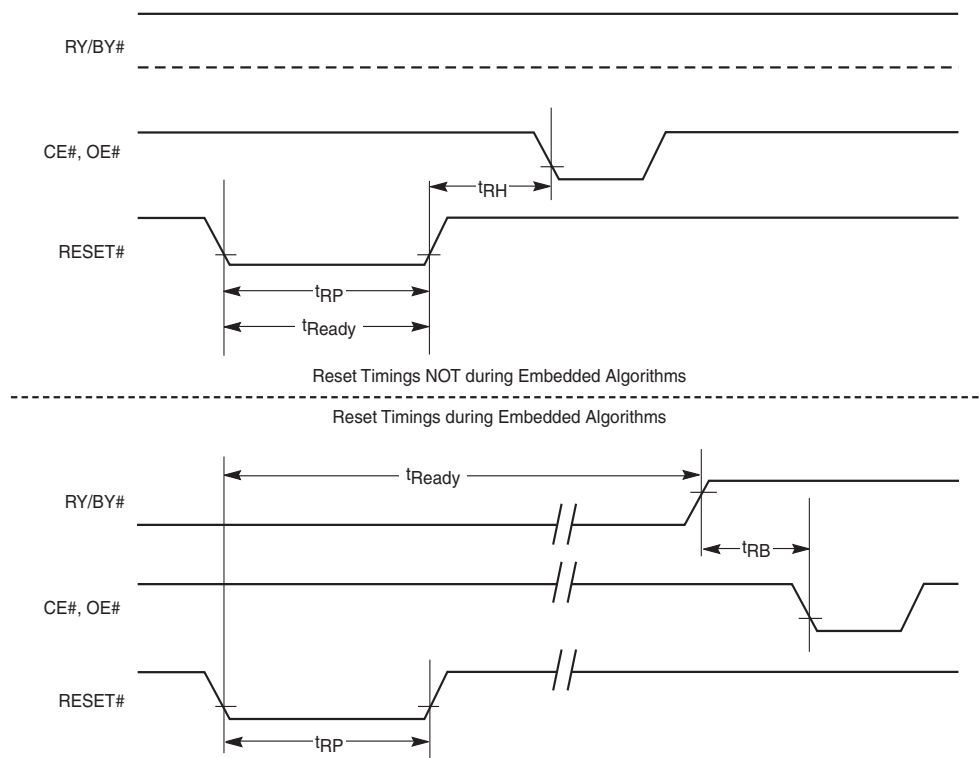 RY/BY#
CE#, OE#
tRH
RESET#
tRP
tReady
Reset Timings NOT during Embedded Algorithms
Reset Timings during Embedded Algorithms
tReady
RY/BY#
tRB
CE#, OE#
RESET#
tRP